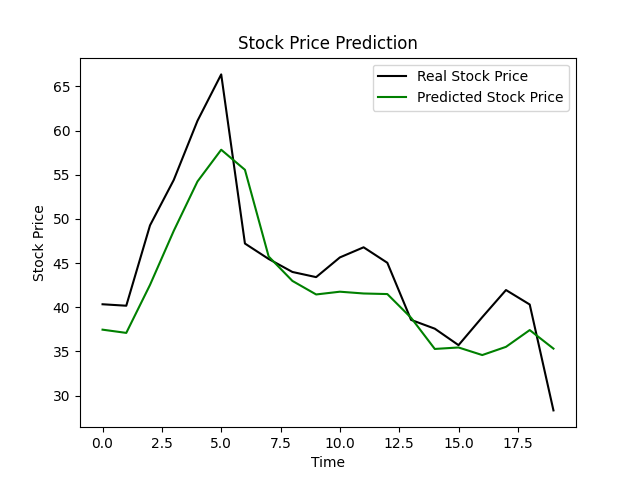 Stock Price Prediction
Real Stock Price
Predicted Stock Price
Stock Price
65
60
55
50
45
40
35
30
0.0 2.5 5.0 7.5 10.0 12.5 15.0 17.5
Time